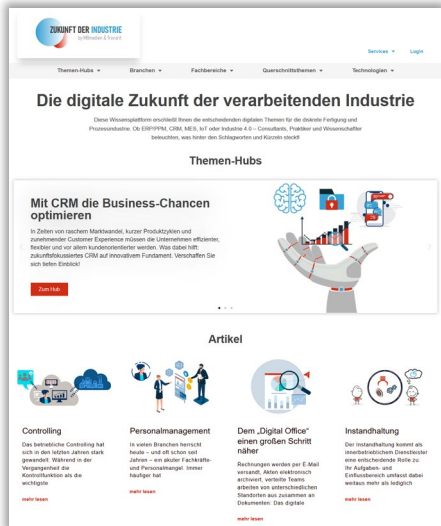 ZUKUNFT DER INDUSTRIE
Services
Login
Themen-Hubs
Branchen
Fachbereiche
Querschnittsthemen
Technologien
Die digitale Zukunft der verarbeitenden Industrie
Diese Wissensplattform erschließt Ihnen die entscheidenden digitalen Themen für die diskrete Fertigung und
Prozessindustrie. Ob ERP/PPM, CRM, MES, IoT oder Industrie 4.0 – Consultants, Praktiker und Wissenschaftler
beleuchten, was hinter den Schlagworten und Kürzeln steckt!
Themen-Hubs
Mit CRM die Business-Chancen
optimieren
In Zeiten von raschem Marktwandel, kurzer Produktzyklen und
zunehmender Customer Experience müssen die Unternehmen effizienter,
flexibler und vor allem kundenorientierter werden. Was dabei hilft:
zukunftsfokussiertes CRM auf innovativem Fundament. Verschaffen Sie
sich tiefen Einblick!
Zum Hub
Artikel
Controlling
Das betriebliche Controlling hat
sich in den letzten Jahren stark
gewandelt. Während in der
Vergangenheit die
Kontrollfunktion als die
wichtigste
mehr lesen
Personalmanagement
In vielen Branchen herrscht
heute – und oft schon seit
Jahren – ein akuter Fachkräfte-
und Personalmangel. Immer
häufiger hat
mehr lesen
Dem „Digital Office“
einen großen Schritt
näher
Rechnungen werden per E-Mail
versandt, Akten elektronisch
archiviert, verteilte Teams
arbeiten von unterschiedlichen
Standorten aus zusammen an
Dokumenten: Das digitale
mehr lesen
Instandhaltung
Der Instandhaltung kommt als
innerbetrieblichem Dienstleister
eine entscheidende Rolle zu.
Ihr Aufgaben- und
Einflussbereich umfasst dabei
weitaus mehr als lediglich
mehr lesen